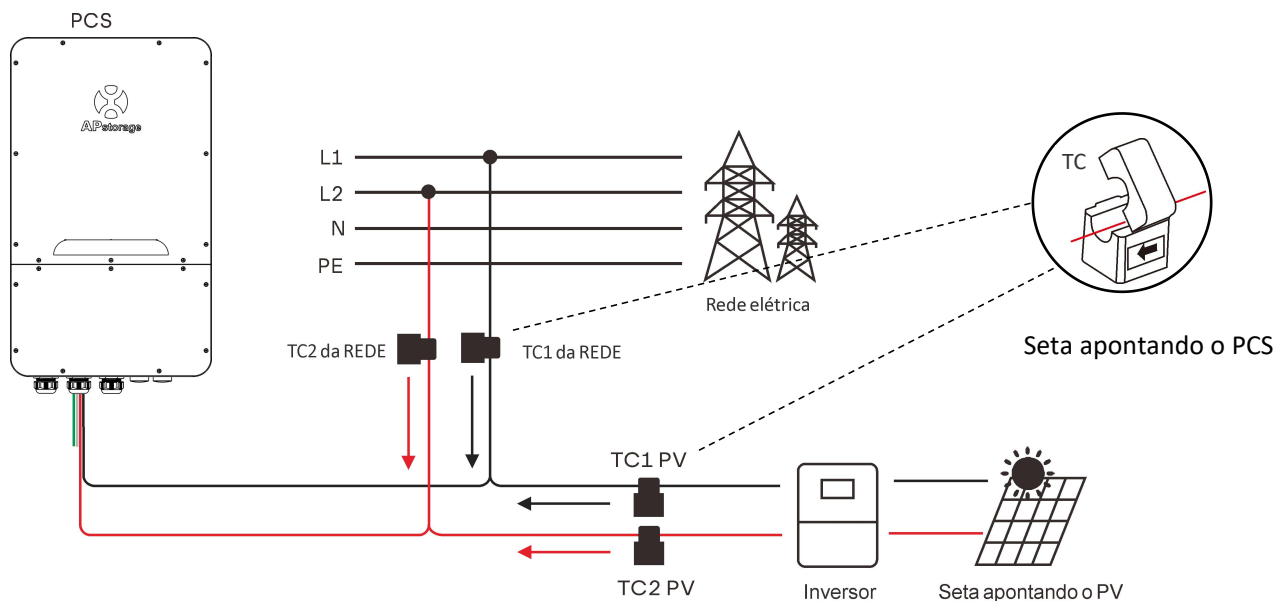 PCS
APstorage
L1
L2
N
PE
Rede elétrica
TC
TC2 da REDE
TC1 da REDE
Seta apontando o PCS
TC1 PV
TC2 PV
Inversor
Seta apontando o PV